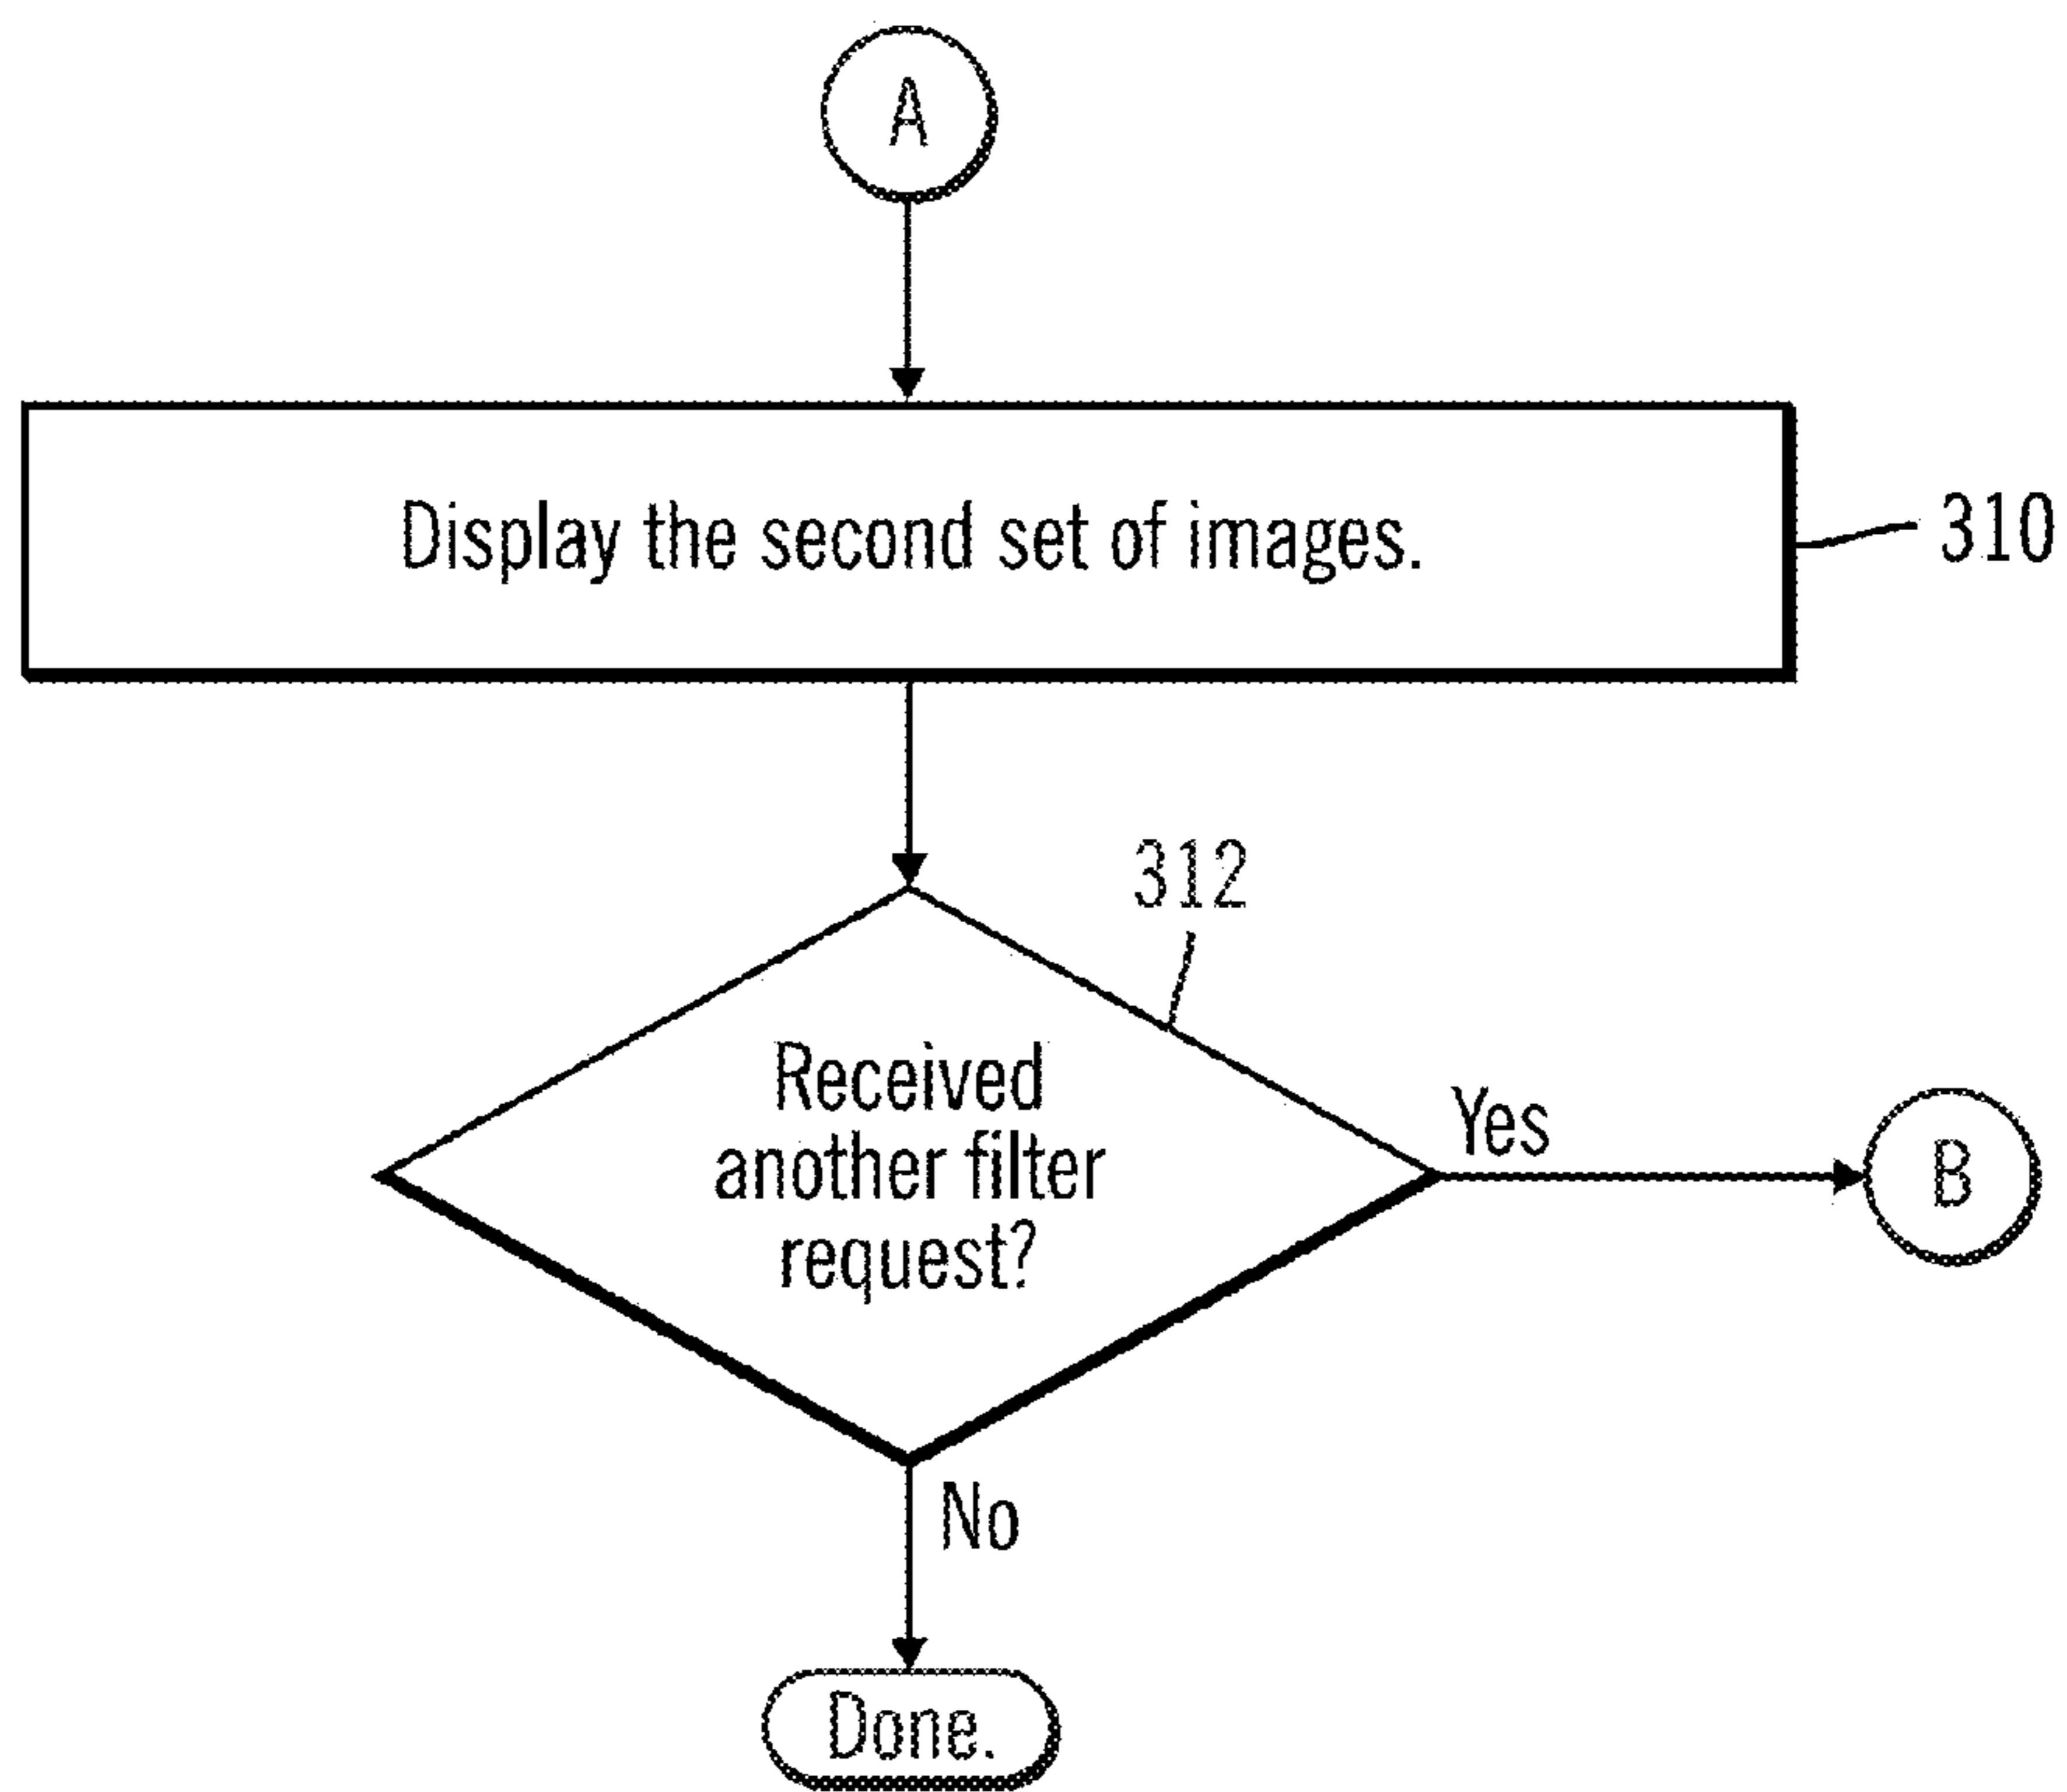 A
Display the second set of images.
310
312
Received
another filter
request?
Yes
B
No
Done.